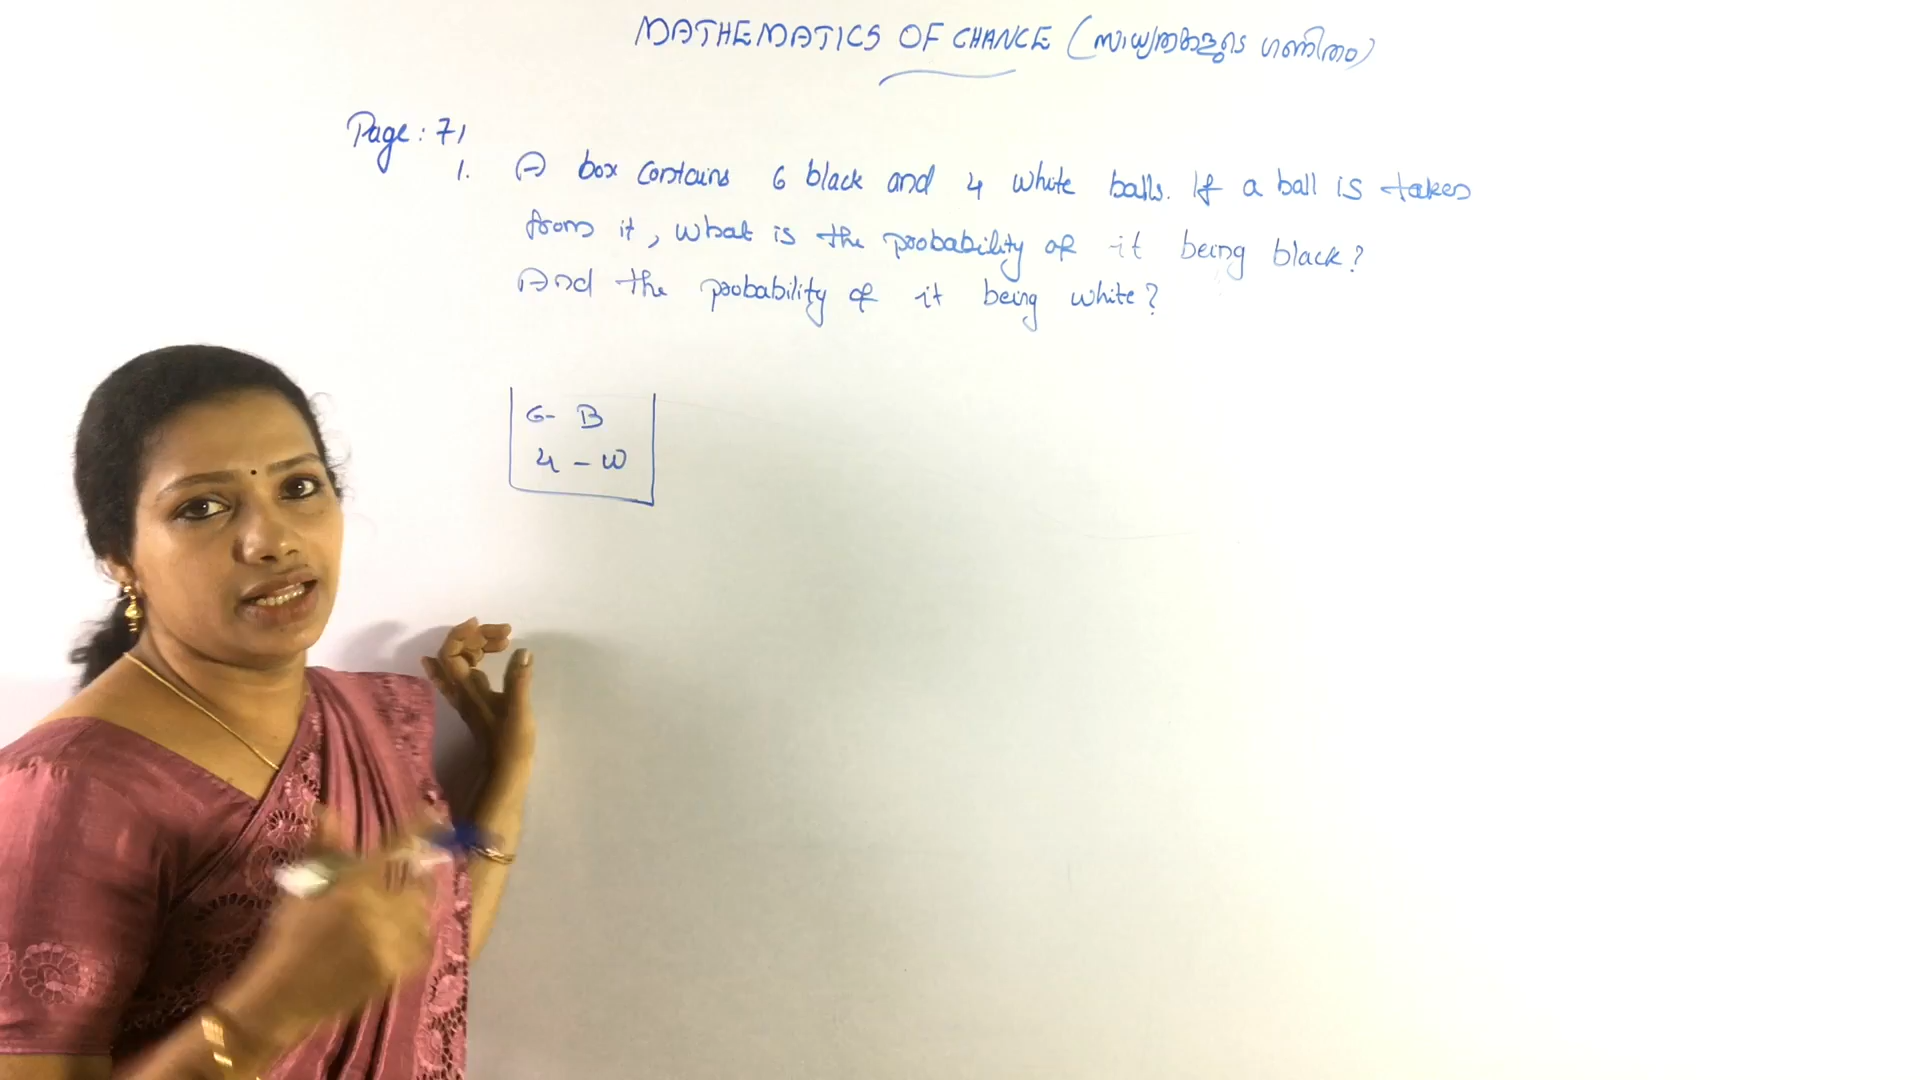 MATHEMATICS OF CHANCE (സാധ്യതകളുടെ ഗണിതം)
Page: 71
1. A box contains 6 black and 4 white balls. If a ball is taken
from it, what is the probability of it being black?
And the probability of it being white?
6- B
4 - W